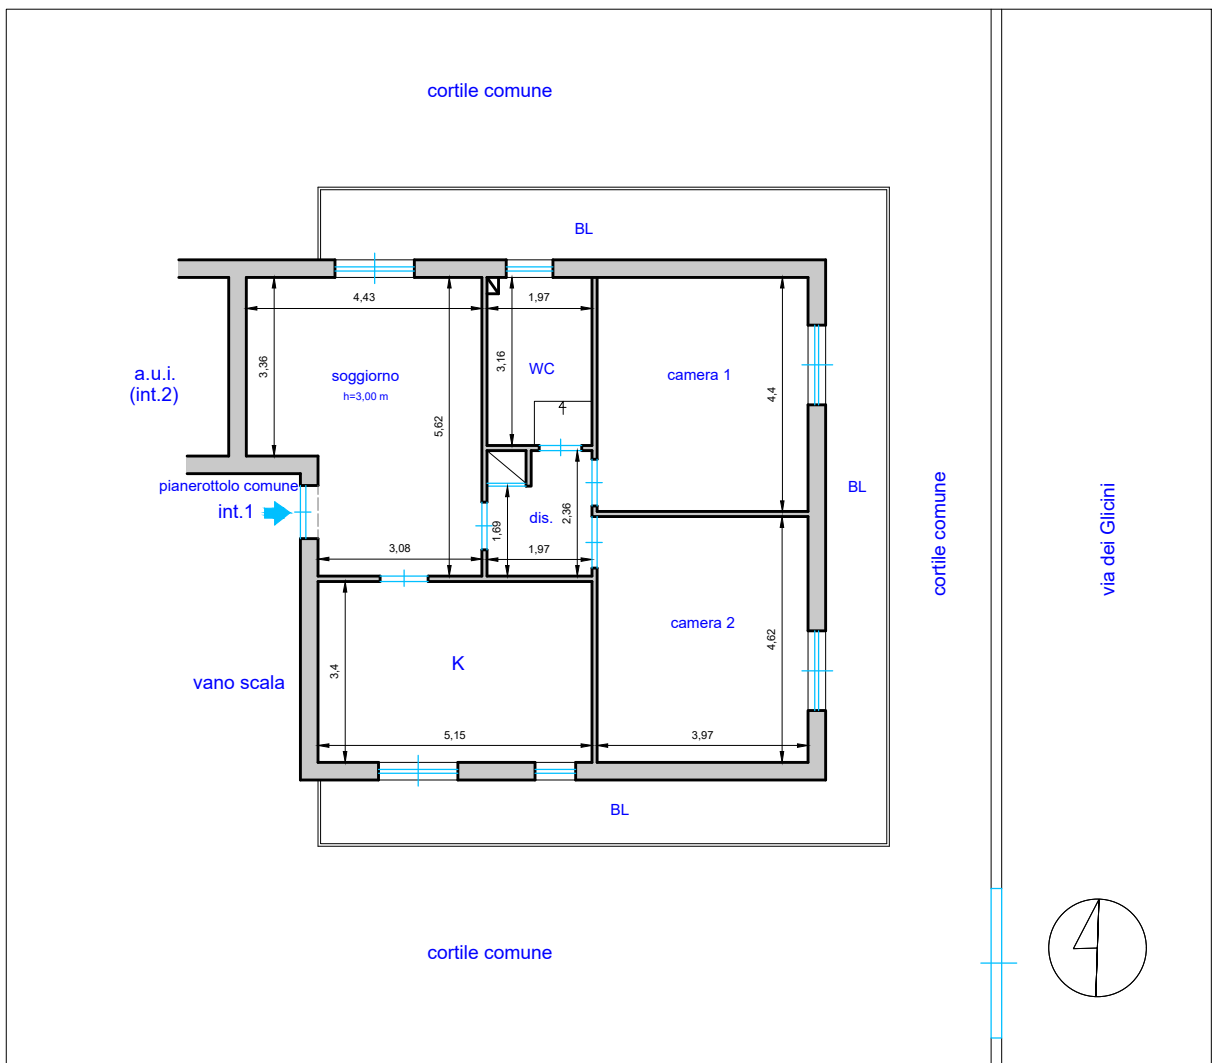 cortile comune
BL
4,43
1,97
3,36
3,16
a.u.i.
(int.2)
soggiorno
h=3,00 m
WC
camera 1
4,4
4
5,62
pianerottolo comune
int.1
BL
cortile comune
via dei Glicini
dis.
2,36
1,69
3,08
1,97
camera 2
4,62
K
3,4
vano scala
5,15
3,97
BL
cortile comune